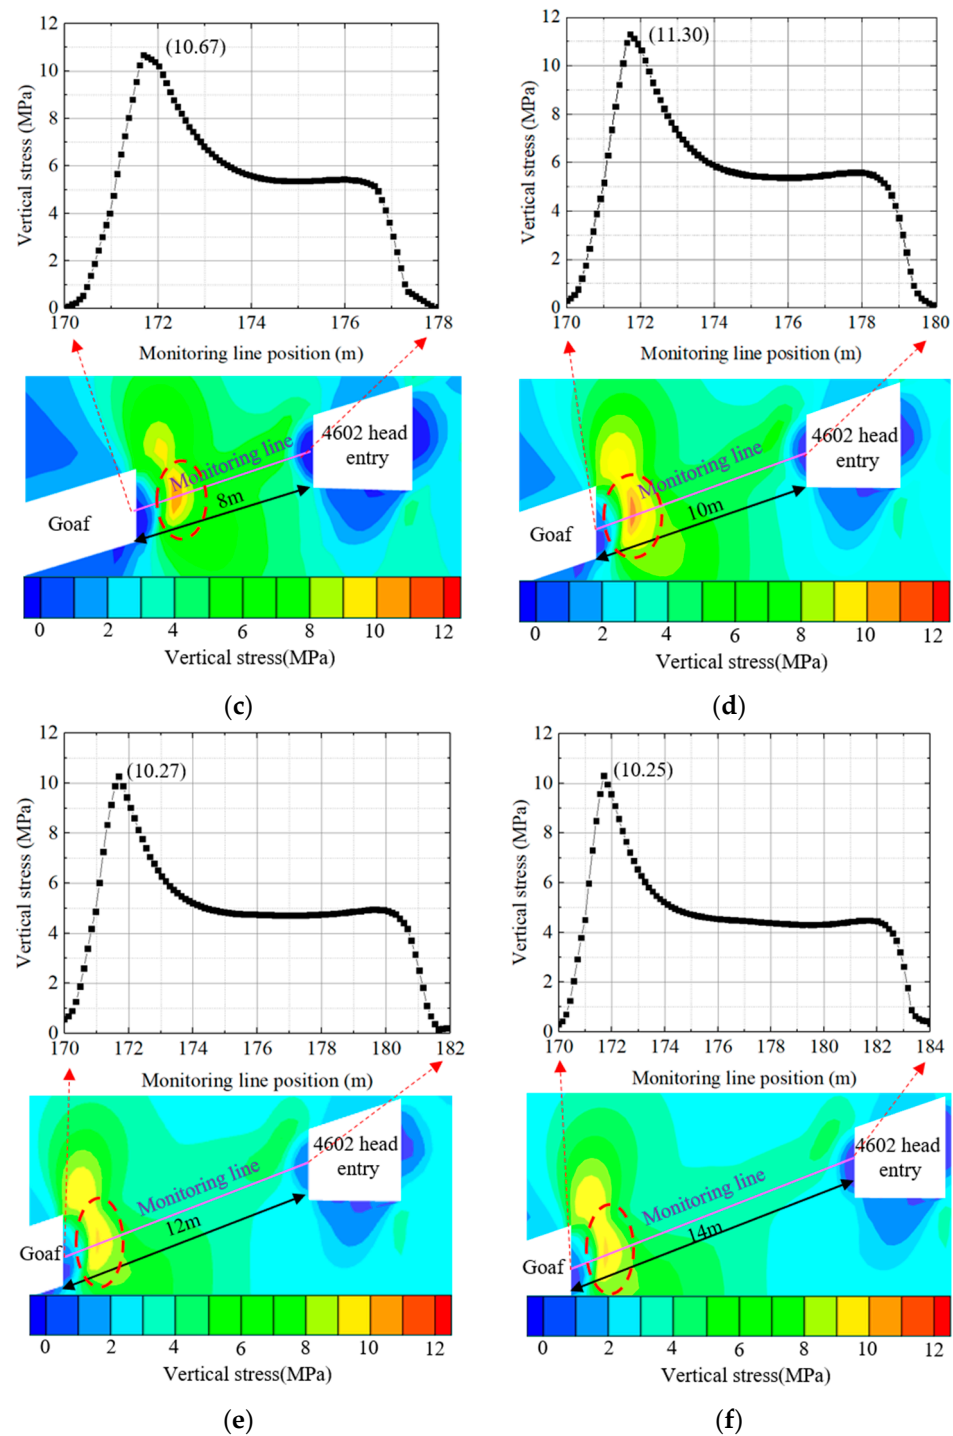 12
10
8
6
4
2
0
Vertical stress (MPa)
(10.67)
170
172
174
176
178
Monitoring line position (m)
Goaf
Monitoring line
8m
4602 head
entry
0
2
4
6
8
10
12
Vertical stress(MPa)
(c)
12
10
8
6
4
2
0
Vertical stress (MPa)
(11.30)
170
172
174
176
178
180
Monitoring line position (m)
Goaf
Monitoring line
10m
4602 head
entry
0
2
4
6
8
10
12
Vertical stress(MPa)
(d)
12
10
8
6
4
2
0
Vertical stress (MPa)
(10.27)
170
172
174
176
178
180
182
Monitoring line position (m)
Goaf
Monitoring line
12m
4602 head
entry
0
2
4
6
8
10
12
Vertical stress(MPa)
(e)
12
10
8
6
4
2
0
Vertical stress (MPa)
(10.25)
170
172
174
176
178
180
182
184
Monitoring line position (m)
Goaf
Monitoring line
14m
4602 head
entry
0
2
4
6
8
10
12
Vertical stress(MPa)
(f)